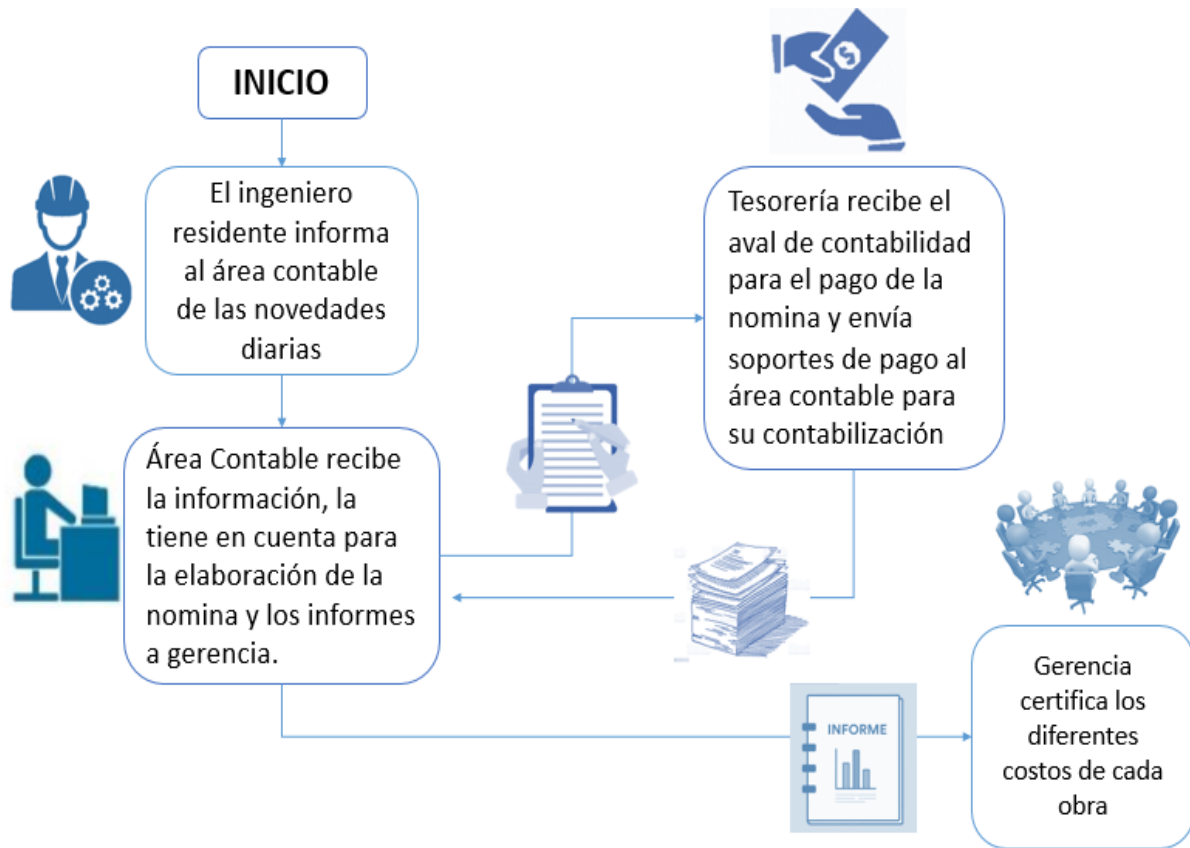 INICIO
El ingeniero
residente informa
al área contable
de las novedades
diarias
Área Contable recibe
la información, la
tiene en cuenta para
la elaboración de la
nomina y los informes
a gerencia.
Tesorería recibe el
aval de contabilidad
para el pago de la
nomina y envía
soportes de pago al
área contable para
su contabilización
INFORME
Gerencia
certifica los
diferentes
costos de cada
obra